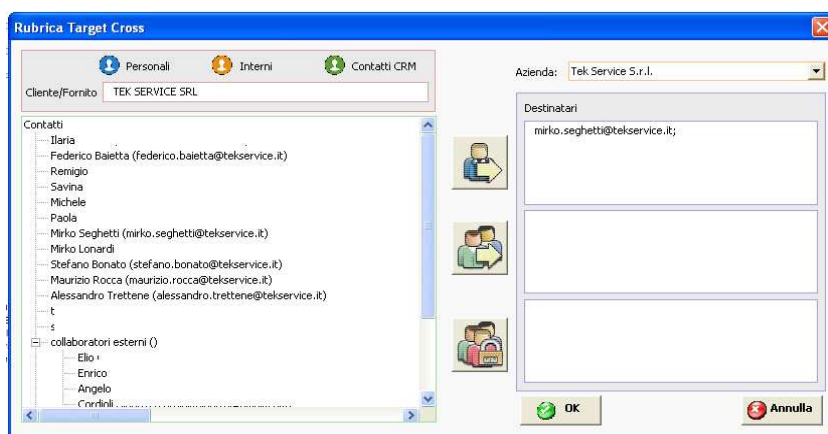 Rubrica Target Cross
Personali Interni Contatti CRM
Cliente/Fornito TEK SERVICE SRL
Contatti
Ilaria
Federico Baietta (federico.baietta@tekservice.it)
Remigio
Savina
Michele
Paola
Mirko Seghetti (mirko.seghetti@tekservice.it)
Mirko Lonardi
Stefano Bonato (stefano.bonato@tekservice.it)
Maurizio Rocca (maurizio.rocca@tekservice.it)
Alessandro Trettene (alessandro.trettene@tekservice.it)
t
s
collaboratori esterni ()
Elio
Enrico
Angelo
Cordioli
Azienda: Tek Service S.r.l.
Destinatari
mirko.seghetti@tekservice.it;
OK
Annulla